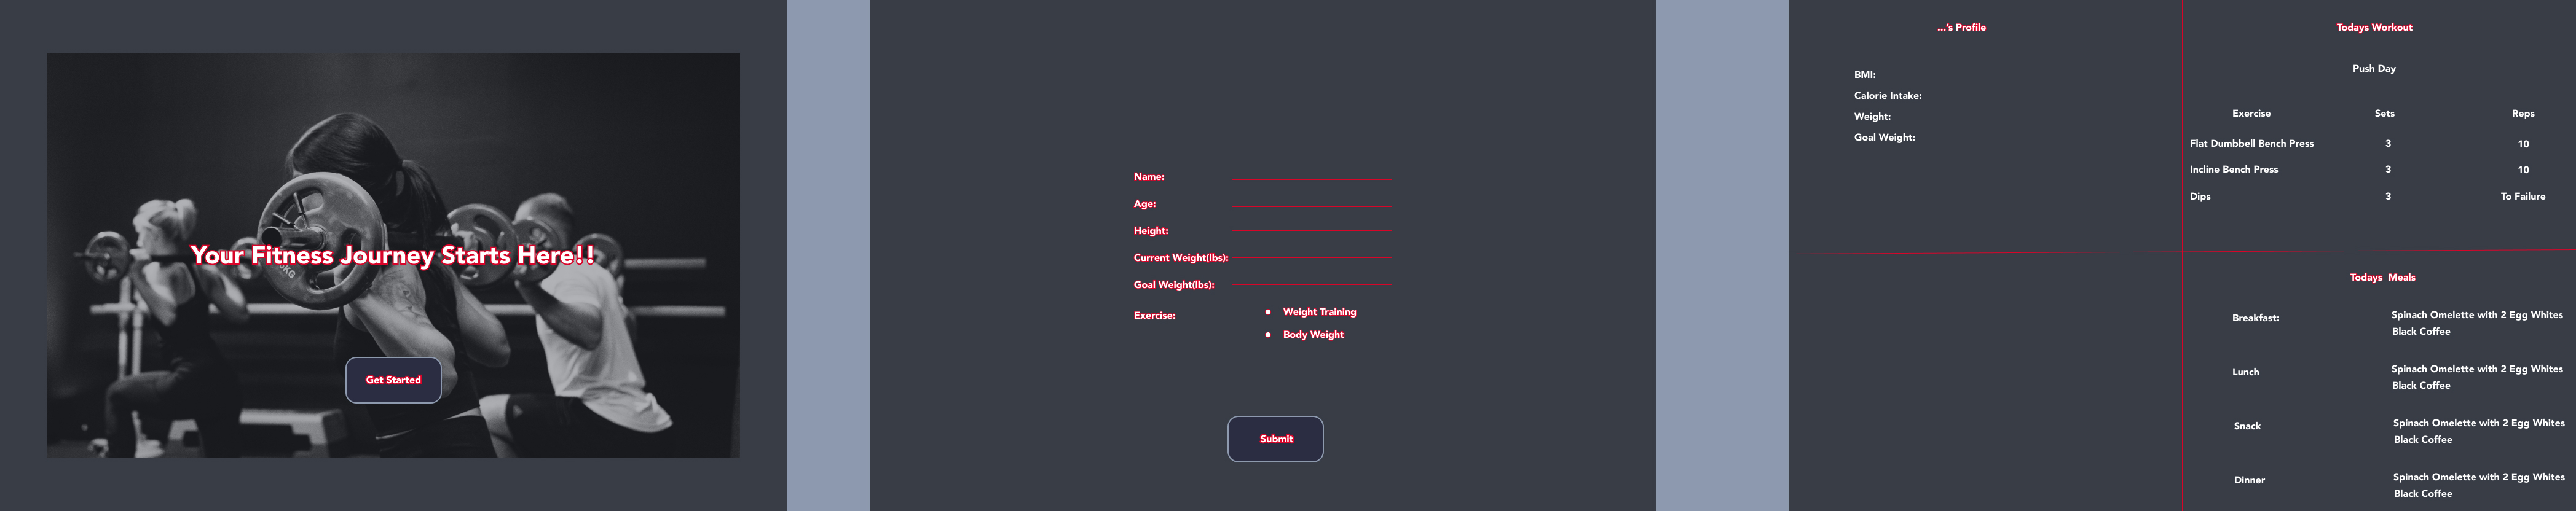 Your Fitness Journey Starts Here!!
Get Started
Name:
Age:
Height:
Current Weight(lbs):
Goal Weight(lbs):
Exercise:
Weight Training
Body Weight
Submit
...'s Profile
BMI:
Calorie Intake:
Weight:
Goal Weight:
Todays Workout
Push Day
Exercise Sets Reps
Flat Dumbbell Bench Press 3 10
Incline Bench Press 3 10
Dips 3 To Failure
Todays Meals
Breakfast: Spinach Omelette with 2 Egg Whites
Black Coffee
Lunch Spinach Omelette with 2 Egg Whites
Black Coffee
Snack Spinach Omelette with 2 Egg Whites
Black Coffee
Dinner Spinach Omelette with 2 Egg Whites
Black Coffee